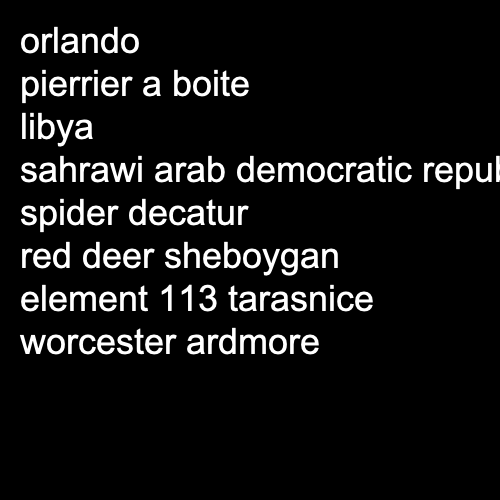 orlando
pierrier a boite
libya
sahrawi arab democratic repub
spider decatur
red deer sheboygan
element 113 tarasnice
worcester ardmore